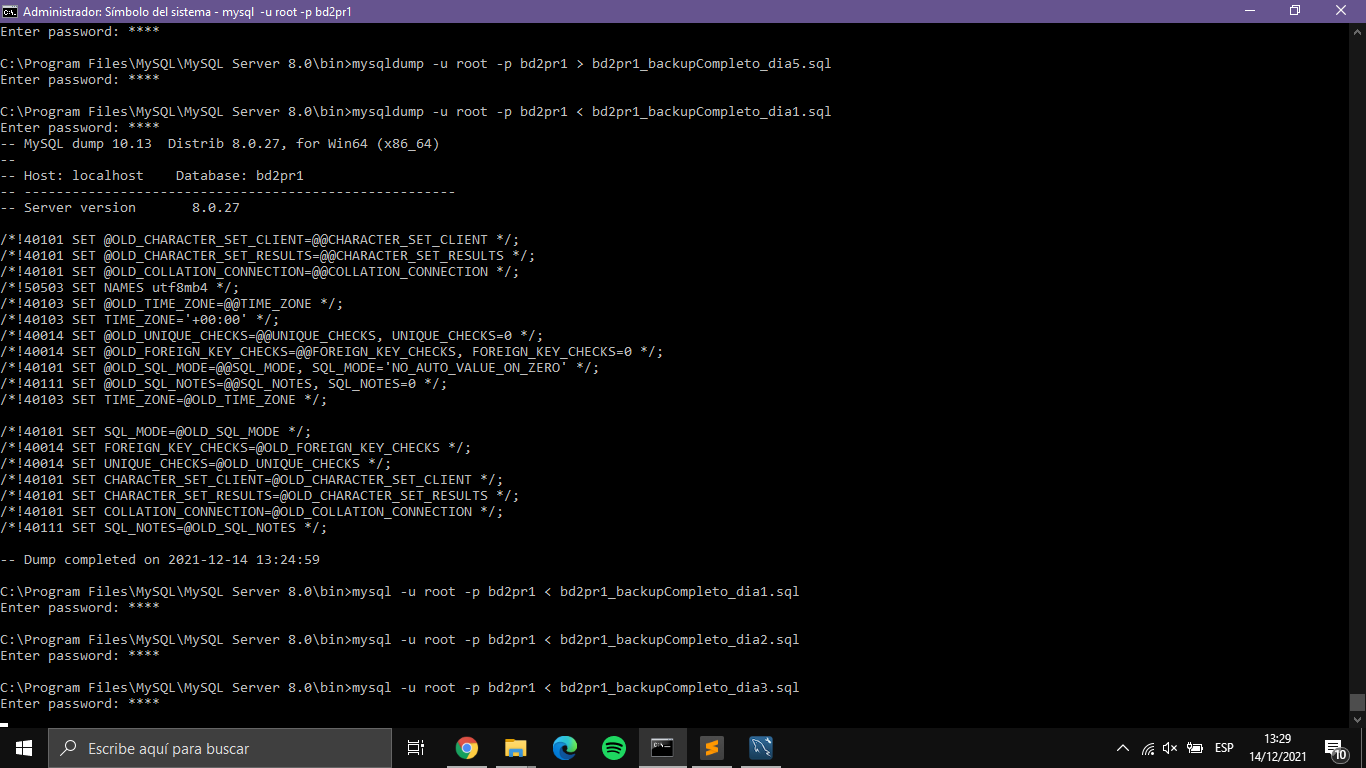 Administrador: Símbolo del sistema - mysql -u root -p bd2pr1
Enter password: ****
C:\Program Files\MySQL\MySQL Server 8.0\bin>mysqldump -u root -p bd2pr1 > bd2pr1_backupCompleto_dia5.sql
Enter password: ****
C:\Program Files\MySQL\MySQL Server 8.0\bin>mysqldump -u root -p bd2pr1 < bd2pr1_backupCompleto_dia1.sql
Enter password: ****
-- MySQL dump 10.13  Distrib 8.0.27, for Win64 (x86_64)
--
-- Host: localhost    Database: bd2pr1
-- ------------------------------------------------------
-- Server version       8.0.27
/*!40101 SET @OLD_CHARACTER_SET_CLIENT=@@CHARACTER_SET_CLIENT */;
/*!40101 SET @OLD_CHARACTER_SET_RESULTS=@@CHARACTER_SET_RESULTS */;
/*!40101 SET @OLD_COLLATION_CONNECTION=@@COLLATION_CONNECTION */;
/*!50503 SET NAMES utf8mb4 */;
/*!40103 SET @OLD_TIME_ZONE=@@TIME_ZONE */;
/*!40103 SET TIME_ZONE='+00:00' */;
/*!40014 SET @OLD_UNIQUE_CHECKS=@@UNIQUE_CHECKS, UNIQUE_CHECKS=0 */;
/*!40014 SET @OLD_FOREIGN_KEY_CHECKS=@@FOREIGN_KEY_CHECKS, FOREIGN_KEY_CHECKS=0 */;
/*!40101 SET @OLD_SQL_MODE=@@SQL_MODE, SQL_MODE='NO_AUTO_VALUE_ON_ZERO' */;
/*!40111 SET @OLD_SQL_NOTES=@@SQL_NOTES, SQL_NOTES=0 */;
/*!40103 SET TIME_ZONE=@OLD_TIME_ZONE */;
/*!40101 SET SQL_MODE=@OLD_SQL_MODE */;
/*!40014 SET FOREIGN_KEY_CHECKS=@OLD_FOREIGN_KEY_CHECKS */;
/*!40014 SET UNIQUE_CHECKS=@OLD_UNIQUE_CHECKS */;
/*!40101 SET CHARACTER_SET_CLIENT=@OLD_CHARACTER_SET_CLIENT */;
/*!40101 SET CHARACTER_SET_RESULTS=@OLD_CHARACTER_SET_RESULTS */;
/*!40101 SET COLLATION_CONNECTION=@OLD_COLLATION_CONNECTION */;
/*!40111 SET SQL_NOTES=@OLD_SQL_NOTES */;
-- Dump completed on 2021-12-14 13:24:59
C:\Program Files\MySQL\MySQL Server 8.0\bin>mysql -u root -p bd2pr1 < bd2pr1_backupCompleto_dia1.sql
Enter password: ****
C:\Program Files\MySQL\MySQL Server 8.0\bin>mysql -u root -p bd2pr1 < bd2pr1_backupCompleto_dia2.sql
Enter password: ****
C:\Program Files\MySQL\MySQL Server 8.0\bin>mysql -u root -p bd2pr1 < bd2pr1_backupCompleto_dia3.sql
Enter password: ****
Escribe aquí para buscar
ESP
13:29
14/12/2021
10